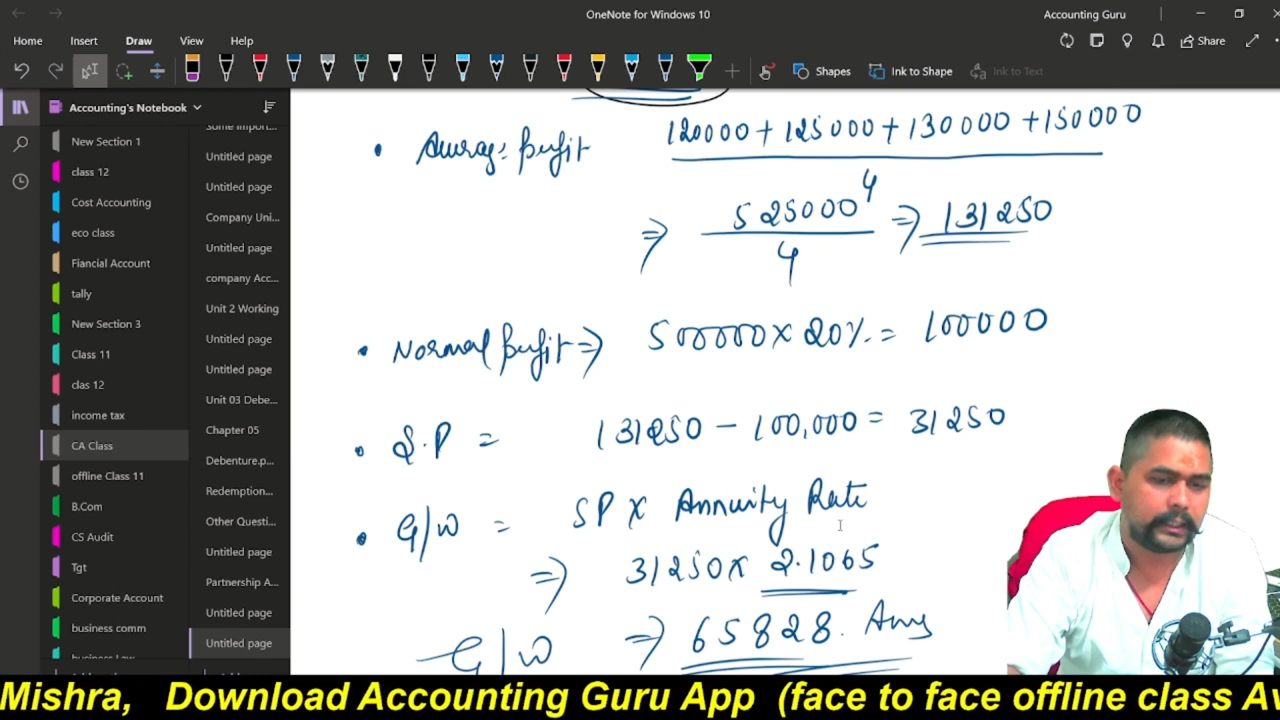 OneNote for Windows 10
Accounting Guru
Home Insert Draw View Help
Share
Shapes
Ink to Shape
Ink to Text
Accounting's Notebook
New Section 1
class 12
Cost Accounting
eco class
Fiancial Account
tally
New Section 3
Class 11
clas 12
income tax
CA Class
offline Class 11
B.Com
CS Audit
Tgt
Corporate Account
business comm
business Law
Some Import...
Untitled page
Untitled page
Company Uni...
Untitled page
company Acc...
Unit 2 Working
Untitled page
Untitled page
Unit 03 Debe...
Chapter 05
Debenture.p...
Redemption...
Other Questi...
Untitled page
Partnership A...
Untitled page
Untitled page
120000 + 125000 + 130000 + 150000
• Average Profit
4
⇒ 525000 ⇒ 131250
4
• Normal Profit ⇒ 500000 × 20% = 100000
• S.P = 131250 - 100,000 = 31250
• G/W = SP × Annuity Rate
⇒ 31250 × 2.1065
G/W ⇒ 65828. Ans
Mishra, Download Accounting Guru App (face to face offline class Av